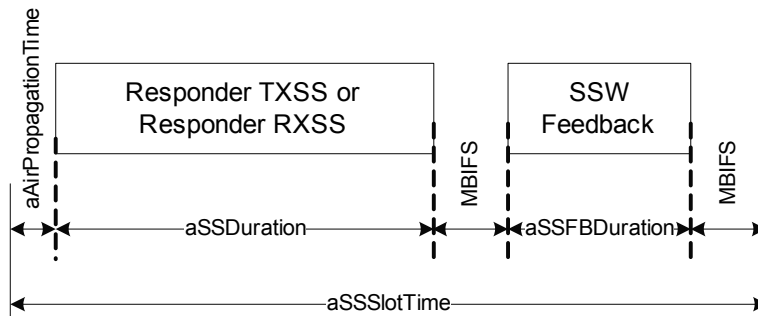 aAirPropagationTime
Responder TXSS or
Responder RXSS
MBIFS
SSW
Feedback
MBIFS
aSSDuration
aSSFBDuration
aSSSlotTime